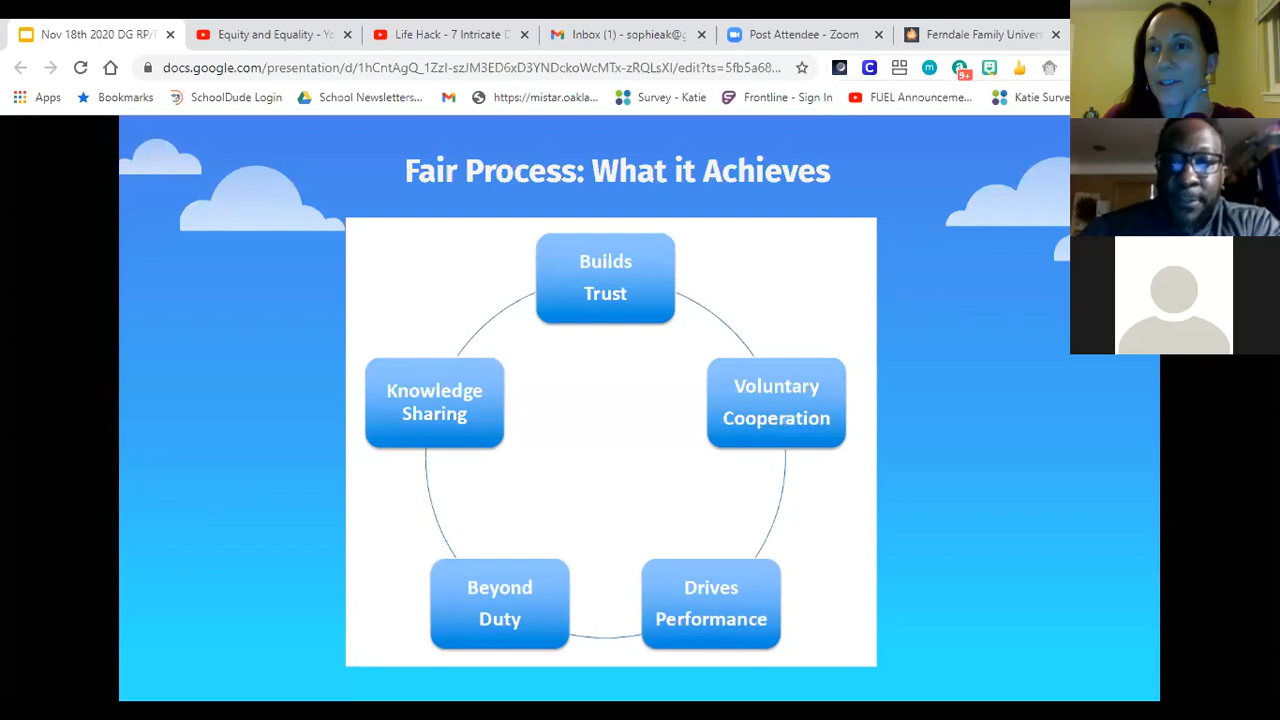 Nov 18th 2020 DG RP/
Equity and Equality - Yo
Life Hack - 7 Intricate D
Inbox (1) - sophieak@g
Post Attendee - Zoom
Ferndale Family Univers
docs.google.com/presentation/d/1hCntAgQ_1ZzI-szJM3ED6xD3YNDckoWcMTx-zRQLsXI/edit?ts=5fb5a68...
9+
Apps
Bookmarks
SchoolDude Login
School Newsletters...
https://mistar.oakla...
Survey - Katie
Frontline - Sign In
FUEL Announceme...
Katie Surve
Fair Process: What it Achieves
Builds
Trust
Voluntary
Cooperation
Drives
Performance
Beyond
Duty
Knowledge
Sharing